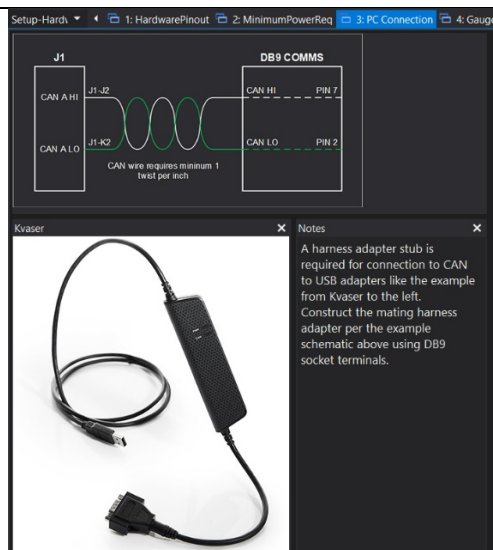 Setup-Hardv
1: HardwarePinout
2: MinimumPowerReq
3: PC Connection
4: Gauge
J1
DB9 COMMS
CAN A HI
J1-J2
CAN HI
PIN 7
CAN A LO
J1-K2
CAN LO
PIN 2
CAN wire requires mininum 1
twist per inch
Kvaser
Notes
A harness adapter stub is
required for connection to CAN
to USB adapters like the example
from Kvaser to the left.
Construct the mating harness
adapter per the example
schematic above using DB9
socket terminals.